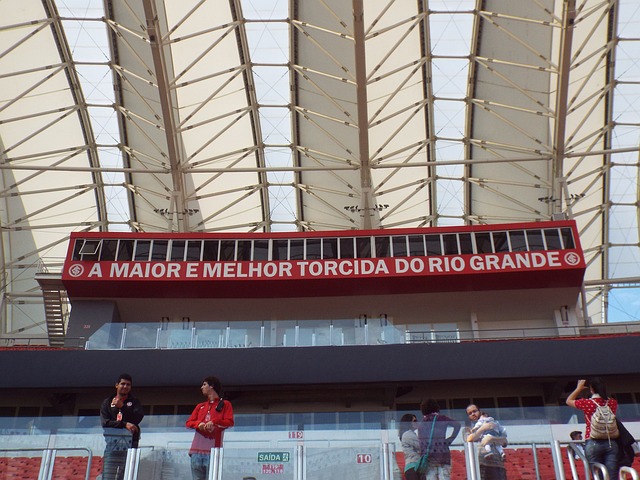 A MAIOR E MELHOR TORCIDA DO RIO GRANDE
119
SAÍDA
10